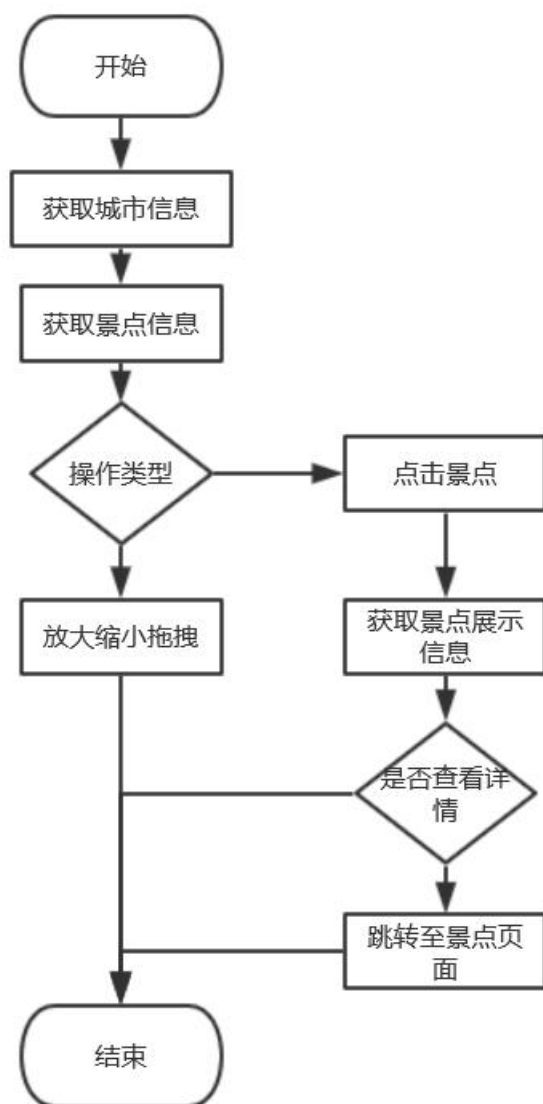 开始
获取城市信息
获取景点信息
操作类型
点击景点
放大缩小拖拽
获取景点展示
信息
是否查看详
情
跳转至景点页
面
结束